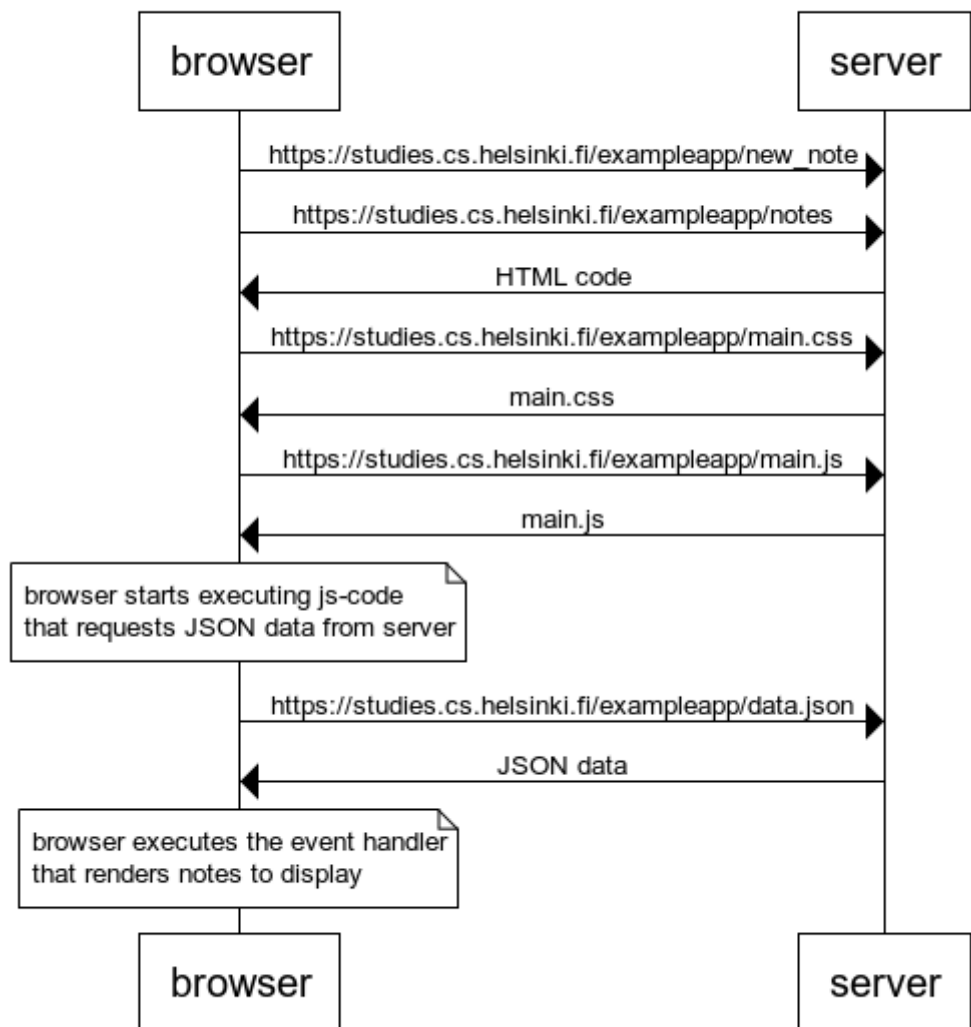 browser
server
https://studies.cs.helsinki.fi/exampleapp/new_note
https://studies.cs.helsinki.fi/exampleapp/notes
HTML code
https://studies.cs.helsinki.fi/exampleapp/main.css
main.css
https://studies.cs.helsinki.fi/exampleapp/main.js
main.js
browser starts executing js-code
that requests JSON data from server
https://studies.cs.helsinki.fi/exampleapp/data.json
JSON data
browser executes the event handler
that renders notes to display
browser
server